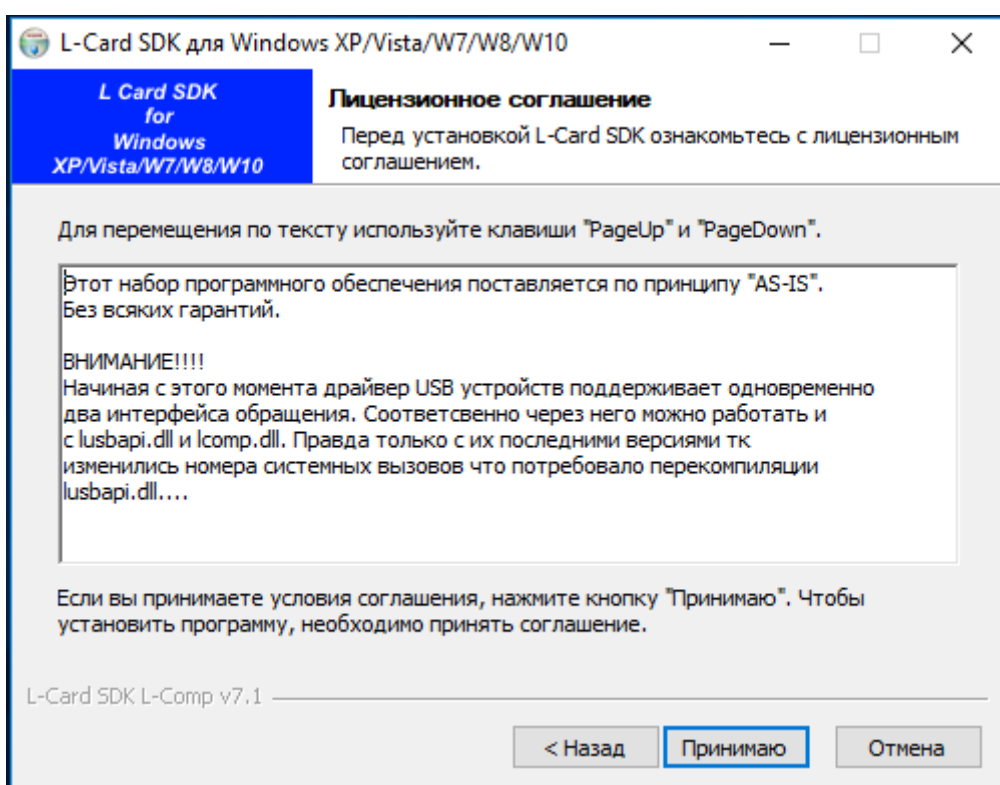 L-Card SDK для Windows XP/Vista/W7/W8/W10
L Card SDK
for
Windows
XP/Vista/W7/W8/W10
Лицензионное соглашение
Перед установкой L-Card SDK ознакомьтесь с лицензионным
соглашением.
Для перемещения по тексту используйте клавиши "PageUp" и "PageDown".
Этот набор программного обеспечения поставляется по принципу "AS-IS".
Без всяких гарантий.
ВНИМАНИЕ!!!!
Начиная с этого момента драйвер USB устройств поддерживает одновременно
два интерфейса обращения. Соответсвенно через него можно работать и
с lusbapi.dll и lcomp.dll. Правда только с их последними версиями тк
изменились номера системных вызовов что потребовало перекомпиляции
lusbapi.dll....
Если вы принимаете условия соглашения, нажмите кнопку "Принимаю". Чтобы
установить программу, необходимо принять соглашение.
L-Card SDK L-Comp v7.1
< Назад Принимаю Отмена